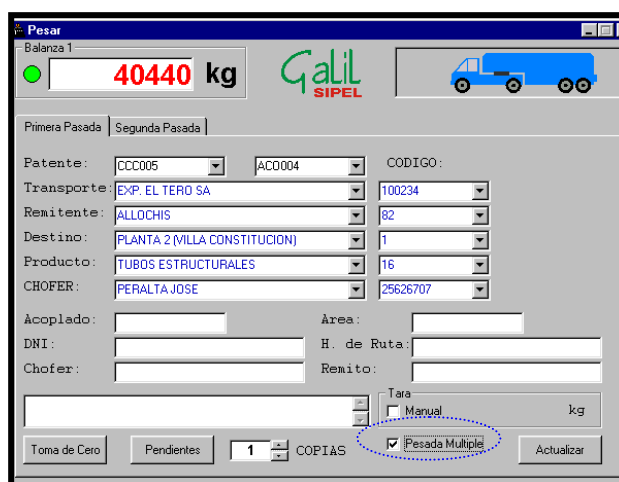 Pesar
Balanza 1
40440 kg
Galil
SIPEL
Primera Pasada Segunda Pasada
Patente: CCC005 ACO004 CODIGO:
Transporte: EXP. EL TERO SA 100234
Remitente: ALLOCHIS 82
Destino: PLANTA 2 (VILLA CONSTITUCION) 1
Producto: TUBOS ESTRUCTURALES 16
CHOFER: PERALTA JOSE 25626707
Acoplado: Area:
DNI: H. de Ruta:
Chofer: Remito:
Tara
Manual kg
Toma de Cero Pendientes 1 COPIAS Pesada Multiple Actualizar